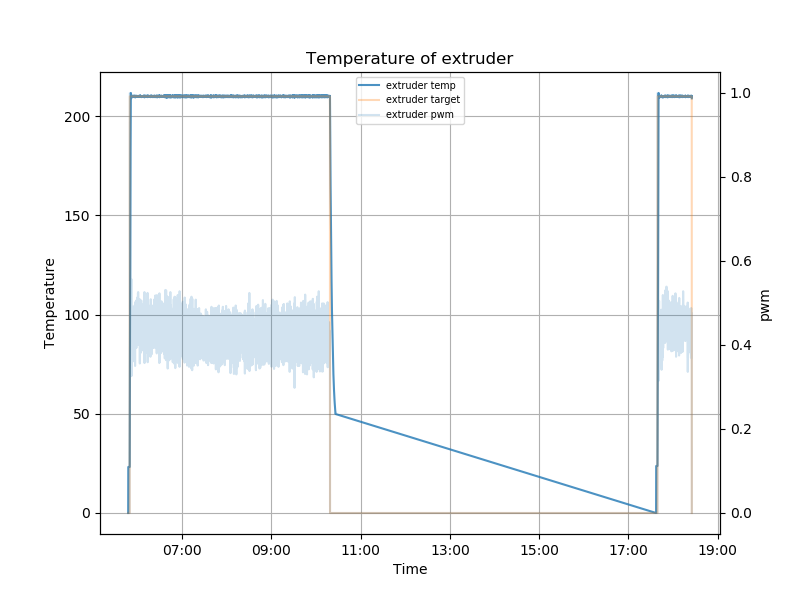 Temperature of extruder
extruder temp
extruder target
extruder pwm
200
150
100
50
0
Temperature
1.0
0.8
0.6
0.4
0.2
0.0
pwm
07:00 09:00 11:00 13:00 15:00 17:00 19:00
Time